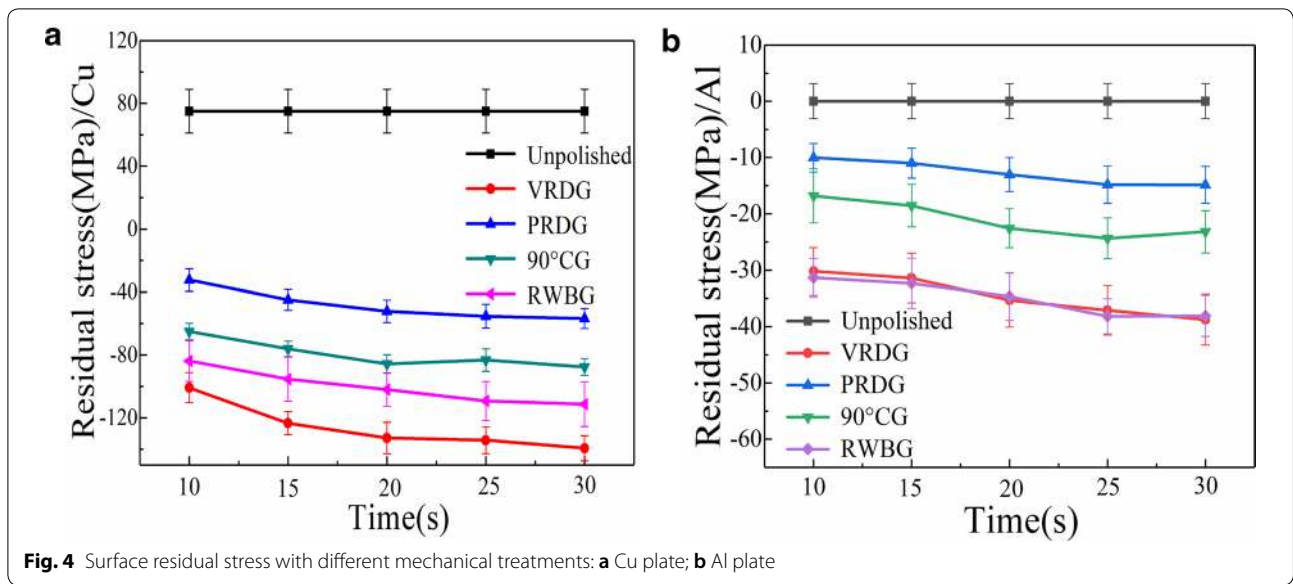 a
120
80
40
0
-40
-80
-120
Residual stress(MPa)/Cu
Unpolished
VRDG
PRDG
90°CG
RWBG
10 15 20 25 30
Time(s)
b
10
0
-10
-20
-30
-40
-50
-60
Residual stress(MPa)/Al
Unpolished
VRDG
PRDG
90°CG
RWBG
10 15 20 25 30
Time(s)
Fig. 4 Surface residual stress with different mechanical treatments: a Cu plate; b Al plate